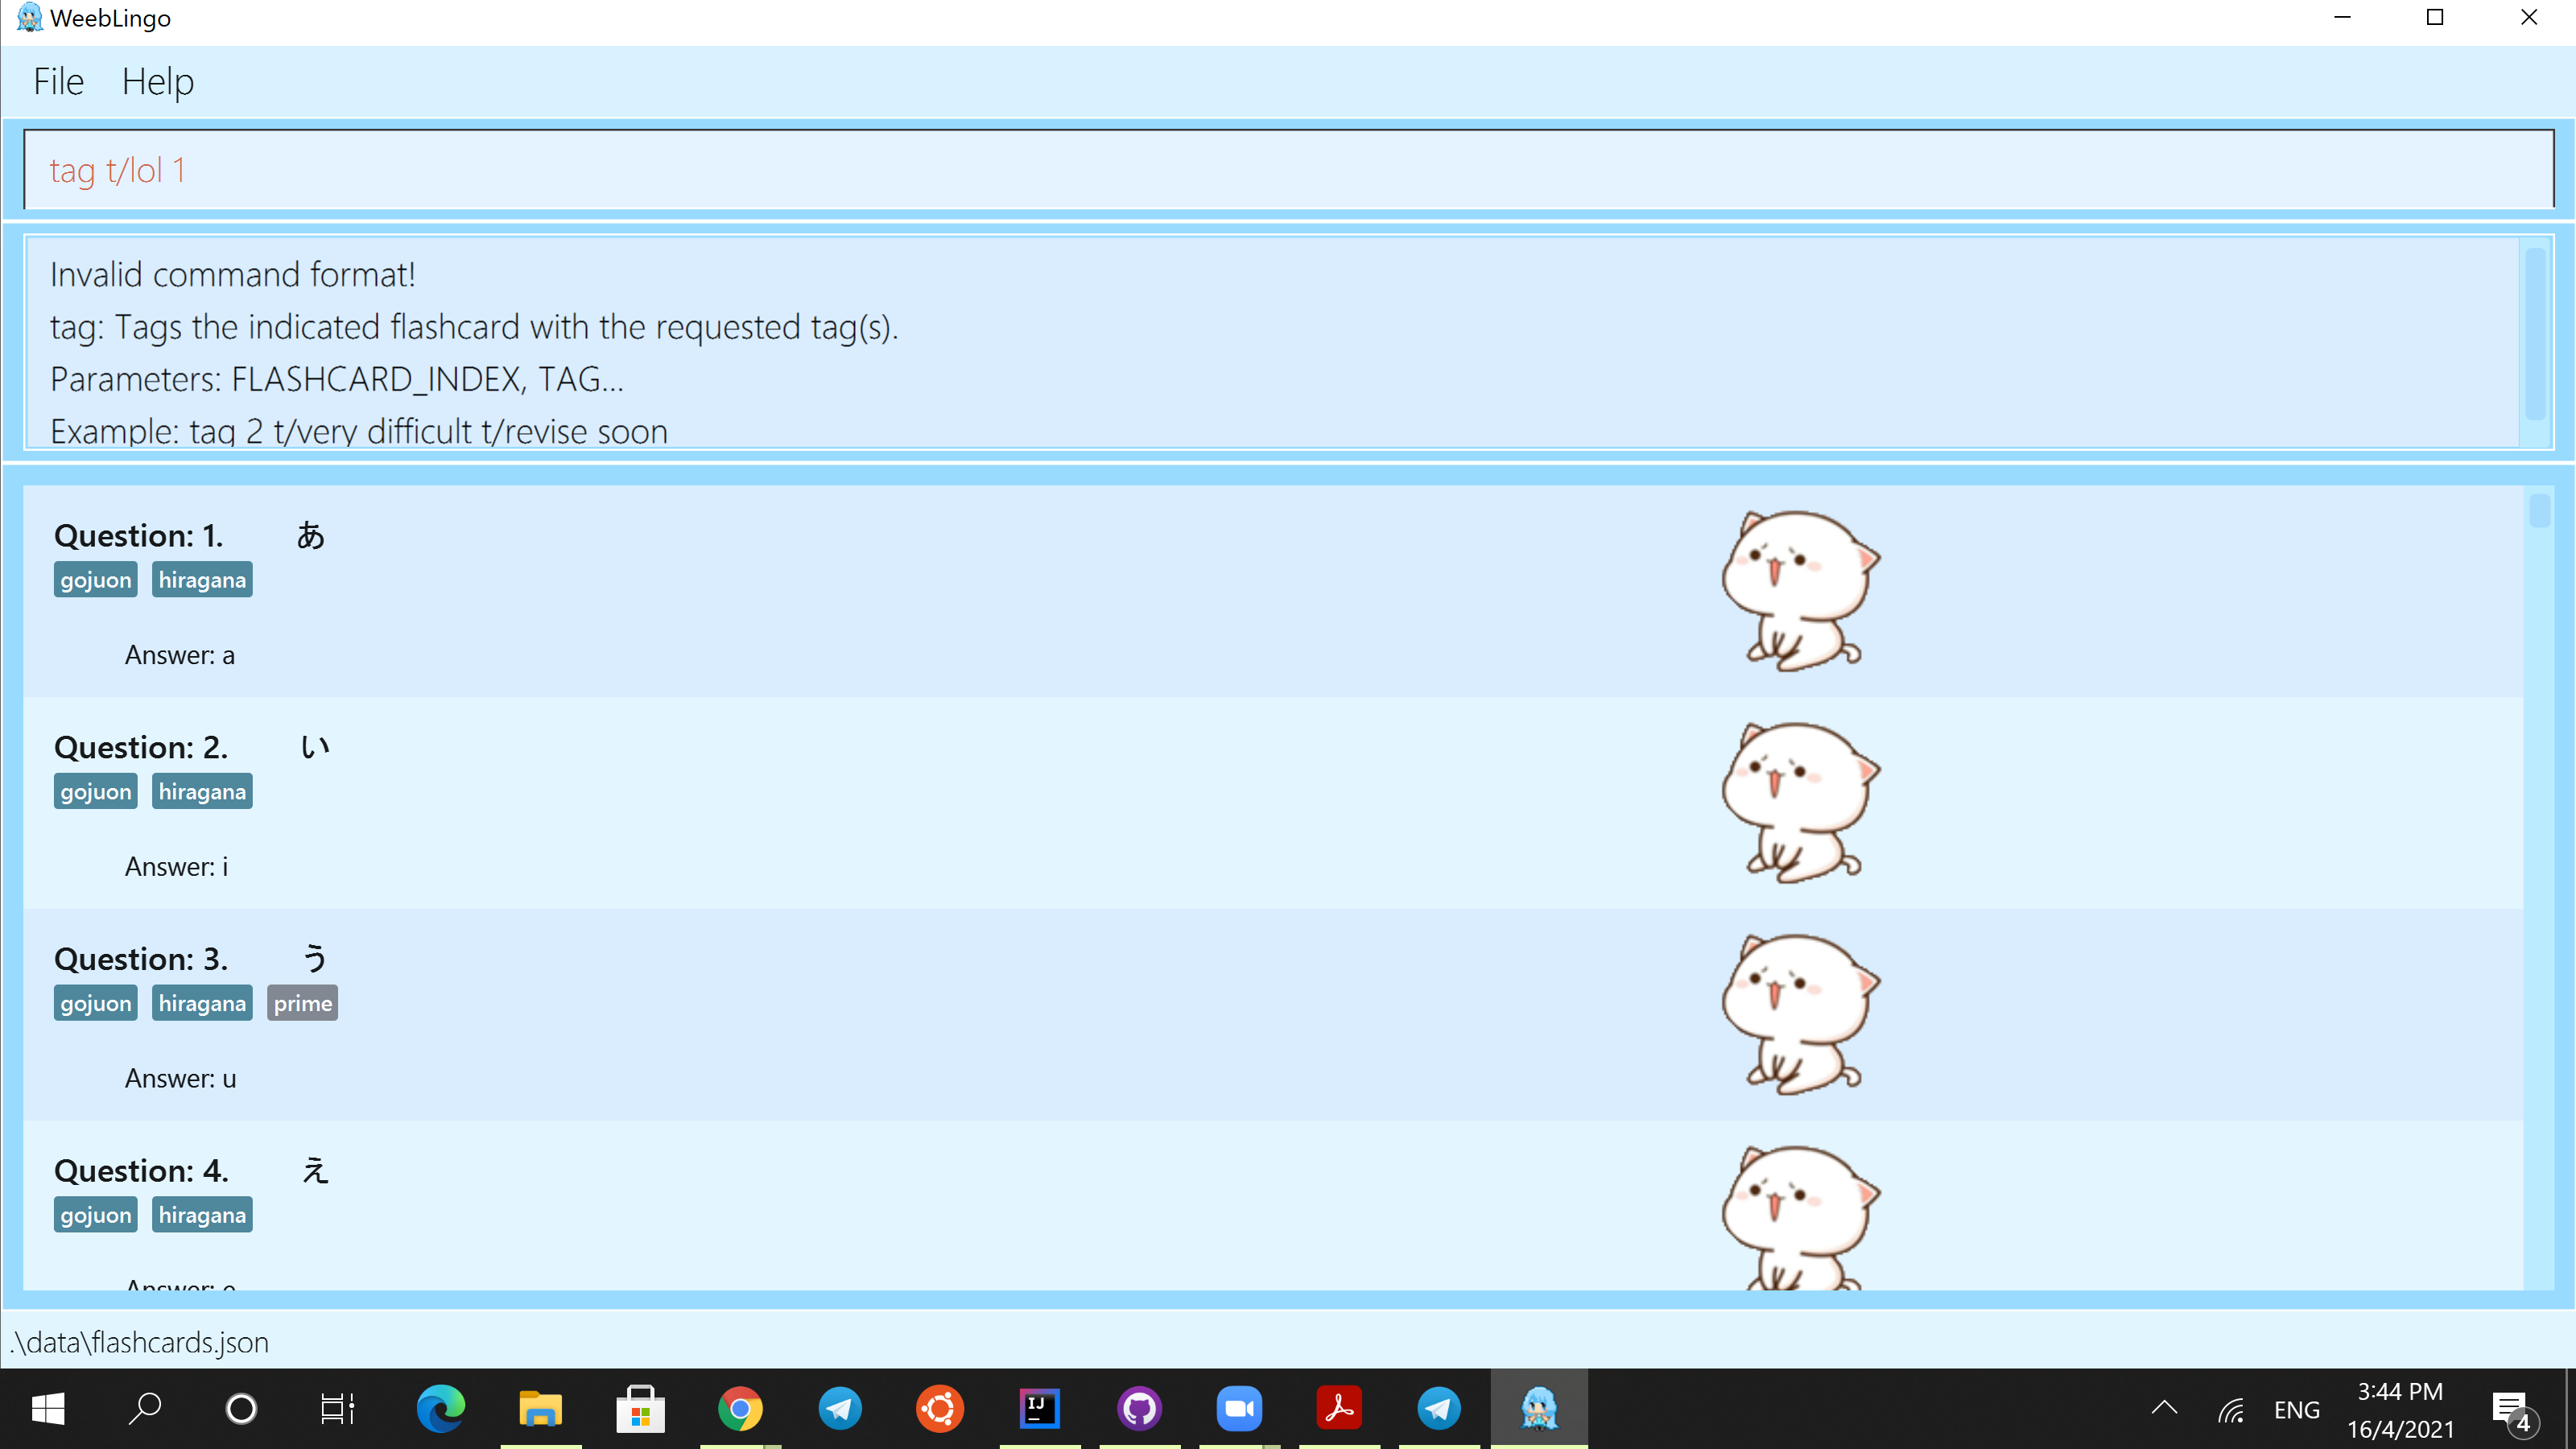 WeebLingo
File Help
tag t/lol 1
Invalid command format!
tag: Tags the indicated flashcard with the requested tag(s).
Parameters: FLASHCARD_INDEX, TAG...
Example: tag 2 t/very difficult t/revise soon
Question: 1. あ
gojuon hiragana
Answer: a
Question: 2. い
gojuon hiragana
Answer: i
Question: 3. う
gojuon hiragana prime
Answer: u
Question: 4. え
gojuon hiragana
Answer: e
.\data\flashcards.json
IJ
ENG
3:44 PM
16/4/2021
4